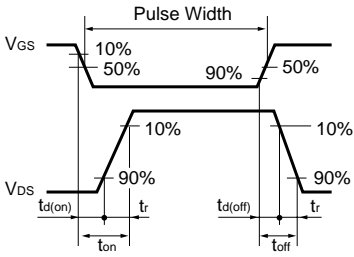 Pulse Width
VGS
10%
50%
90%
50%
10%
10%
VDS
90%
90%
td(on)
tr
td(off)
tr
ton
toff